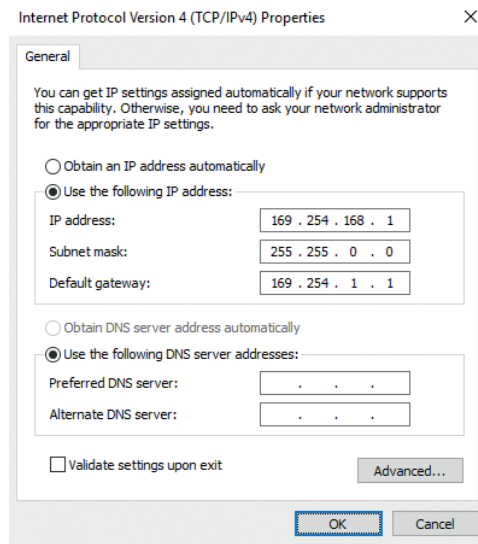 Internet Protocol Version 4 (TCP/IPv4) Properties
General
You can get IP settings assigned automatically if your network supports
this capability. Otherwise, you need to ask your network administrator
for the appropriate IP settings.
Obtain an IP address automatically
Use the following IP address:
IP address: 169 . 254 . 168 . 1
Subnet mask: 255 . 255 . 0 . 0
Default gateway: 169 . 254 . 1 . 1
Obtain DNS server address automatically
Use the following DNS server addresses:
Preferred DNS server: . . .
Alternate DNS server: . . .
Validate settings upon exit
Advanced...
OK Cancel